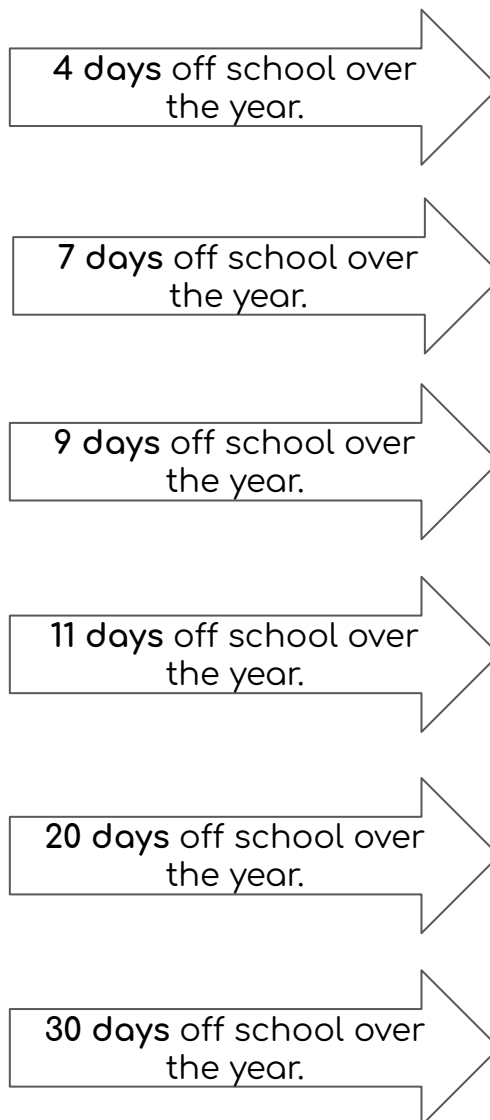 4 days off school over
the year.
7 days off school over
the year.
9 days off school over
the year.
11 days off school over
the year.
20 days off school over
the year.
30 days off school over
the year.